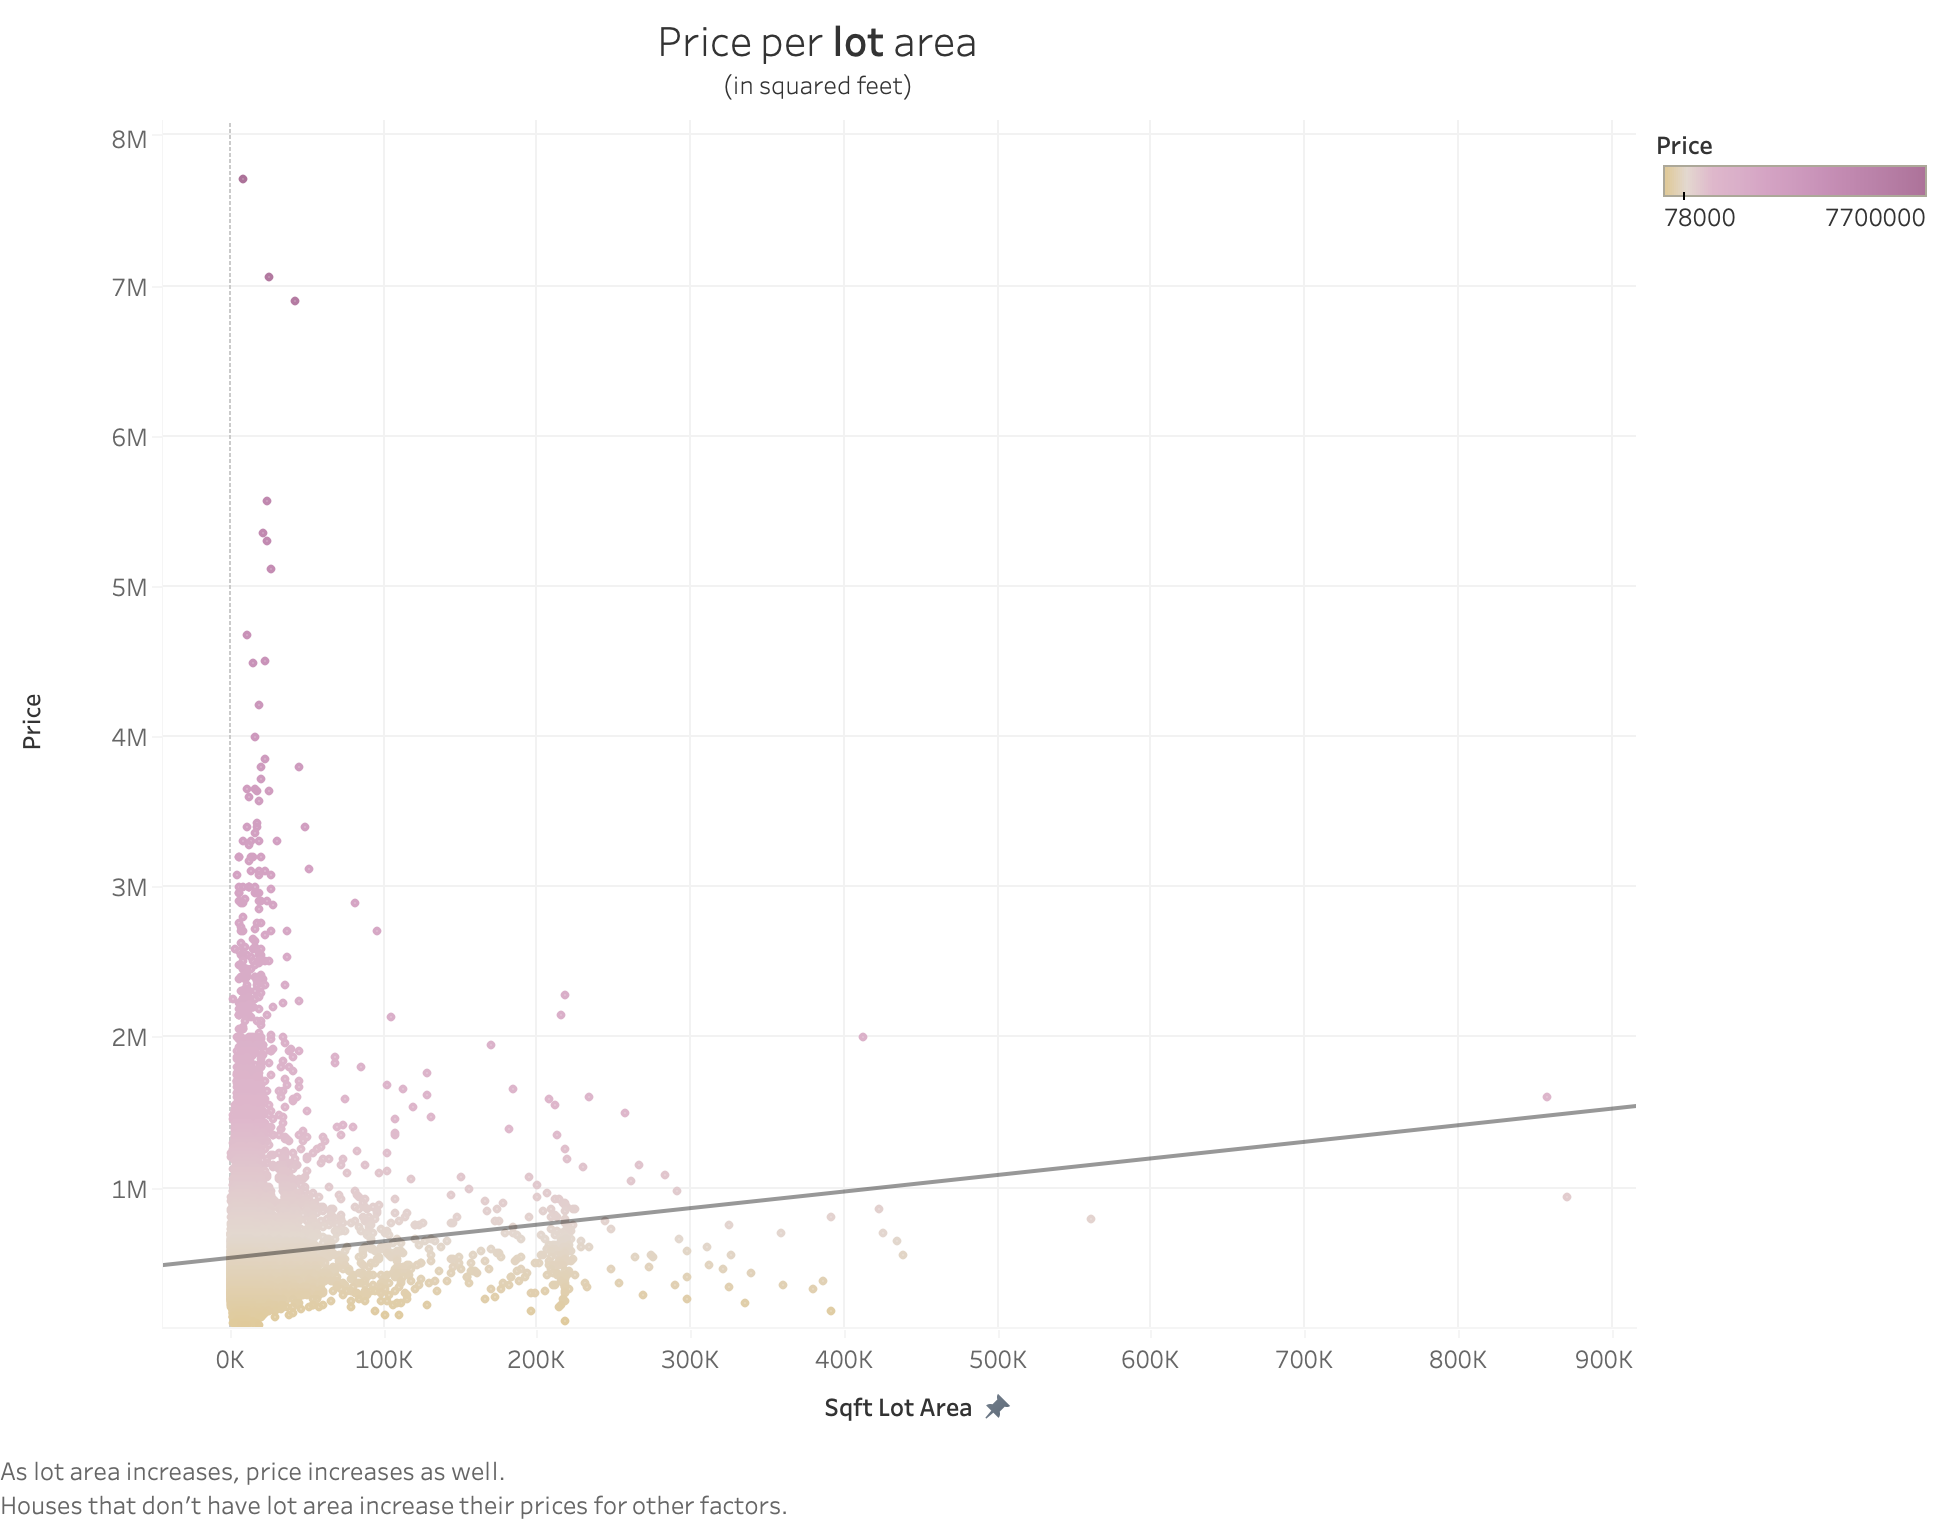 Price per lot area
(in squared feet)
Price
78000 7700000
8M
7M
6M
5M
4M
3M
2M
1M
Price
0K 100K 200K 300K 400K 500K 600K 700K 800K 900K
Sqft Lot Area
As lot area increases, price increases as well.
Houses that don’t have lot area increase their prices for other factors.